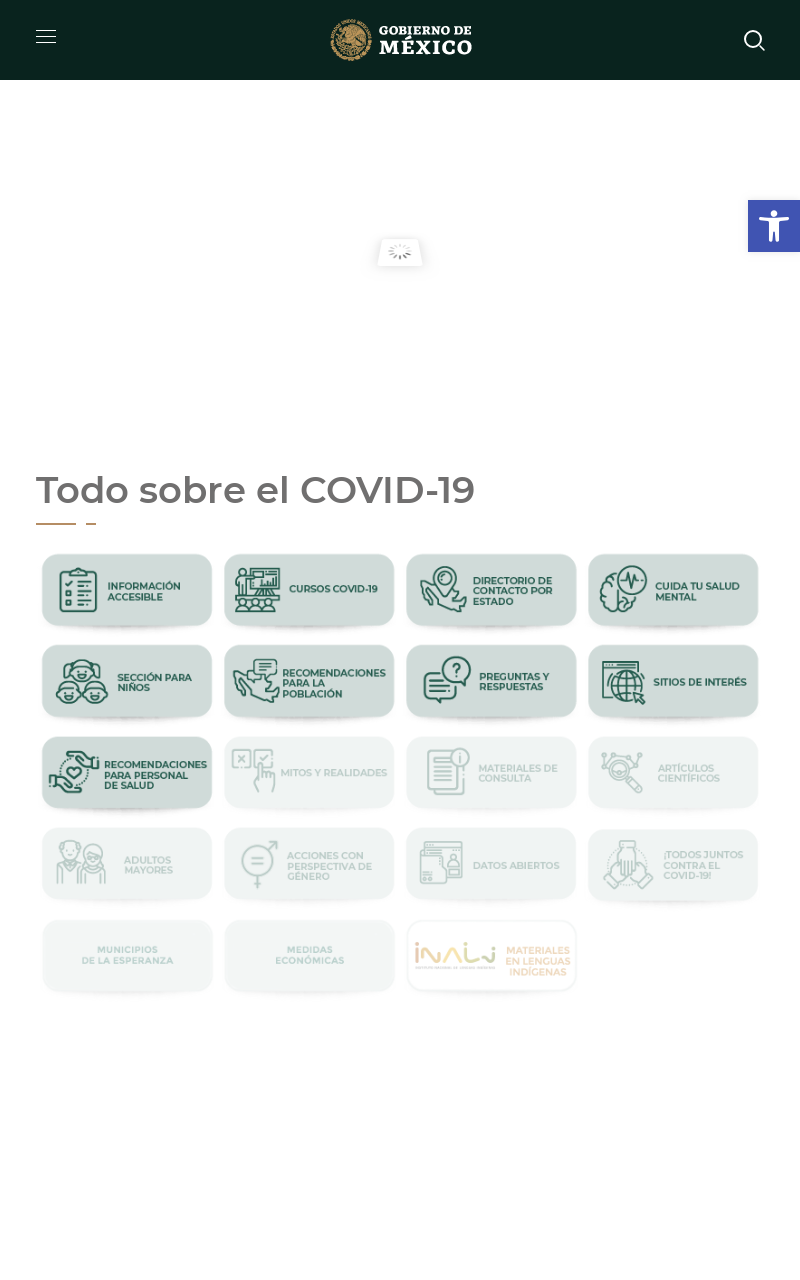 GOBIERNO DE
MÉXICO
Todo sobre el COVID-19
INFORMACIÓN
ACCESIBLE
CURSOS COVID-19
DIRECTORIO DE
CONTACTO POR
ESTADO
CUIDA TU SALUD
MENTAL
SECCIÓN PARA
NIÑOS
RECOMENDACIONES
PARA LA
POBLACIÓN
PREGUNTAS Y
RESPUESTAS
SITIOS DE INTERÉS
RECOMENDACIONES
PARA PERSONAL
DE SALUD
MITOS Y REALIDADES
MATERIALES DE
CONSULTA
ARTÍCULOS
CIENTÍFICOS
ADULTOS
MAYORES
ACCIONES CON
PERSPECTIVA DE
GÉNERO
DATOS ABIERTOS
¡TODOS JUNTOS
CONTRA EL
COVID-19!
MUNICIPIOS
DE LA ESPERANZA
MEDIDAS
ECONÓMICAS
INALI
MATERIALES
EN LENGUAS
INDÍGENAS